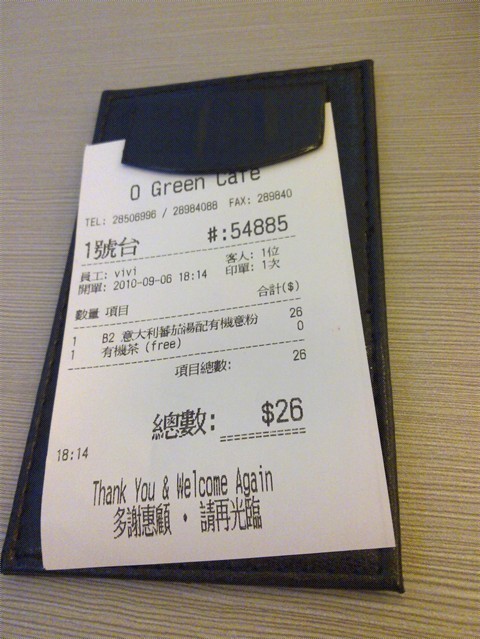 O Green Cafe
TEL: 28506996 / 28984088 FAX: 289840
1號台 #:54885
員工: vivi 客人: 1位
開單: 2010-09-06 18:14 印單: 1次
數量 項目 合計($)
1 B2 意大利蕃茄湯配有機意粉 26
1 有機茶 (free) 0
項目總數: 26
總數: $26
18:14
Thank You & Welcome Again
多謝惠顧 · 請再光臨